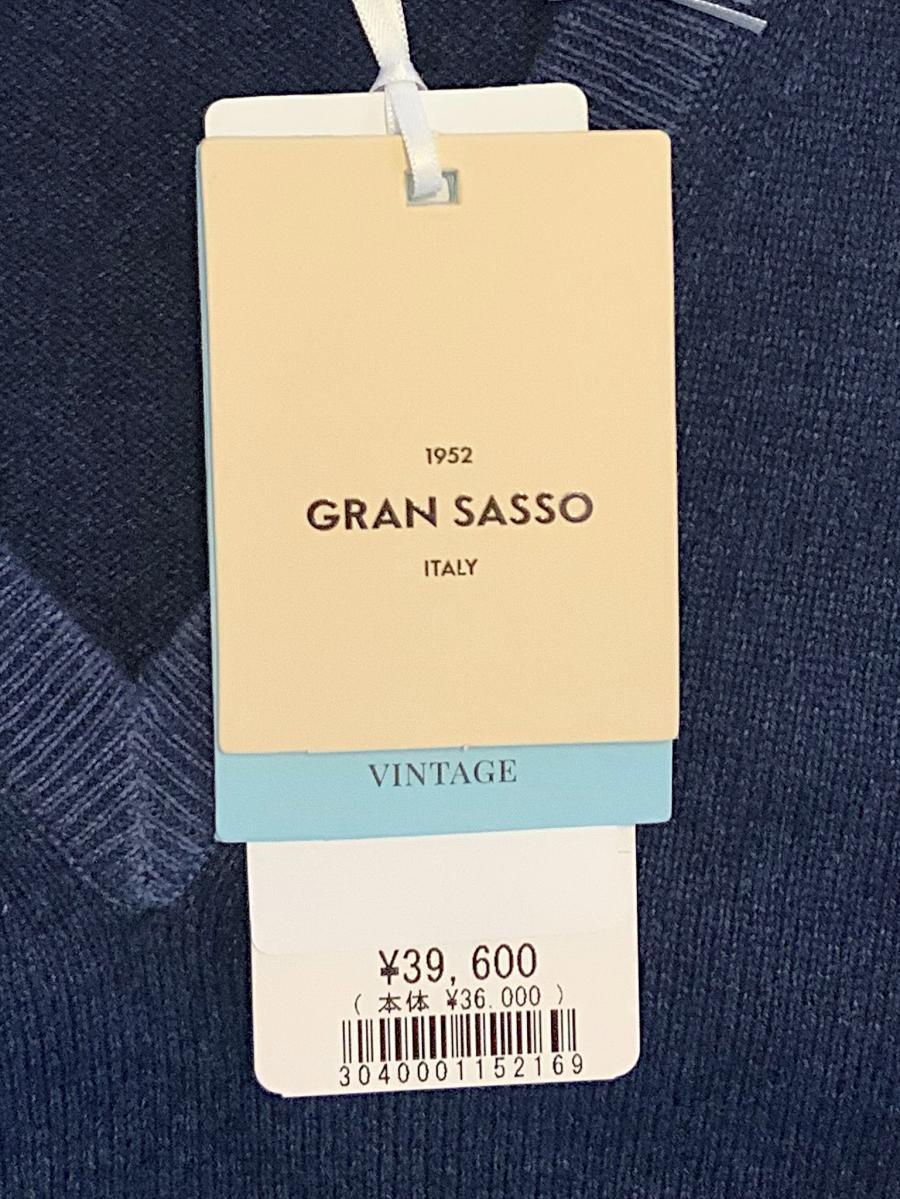 1952
GRAN SASSO
ITALY
VINTAGE
¥39,600
( 本体 ¥36.000 )
3040001152169